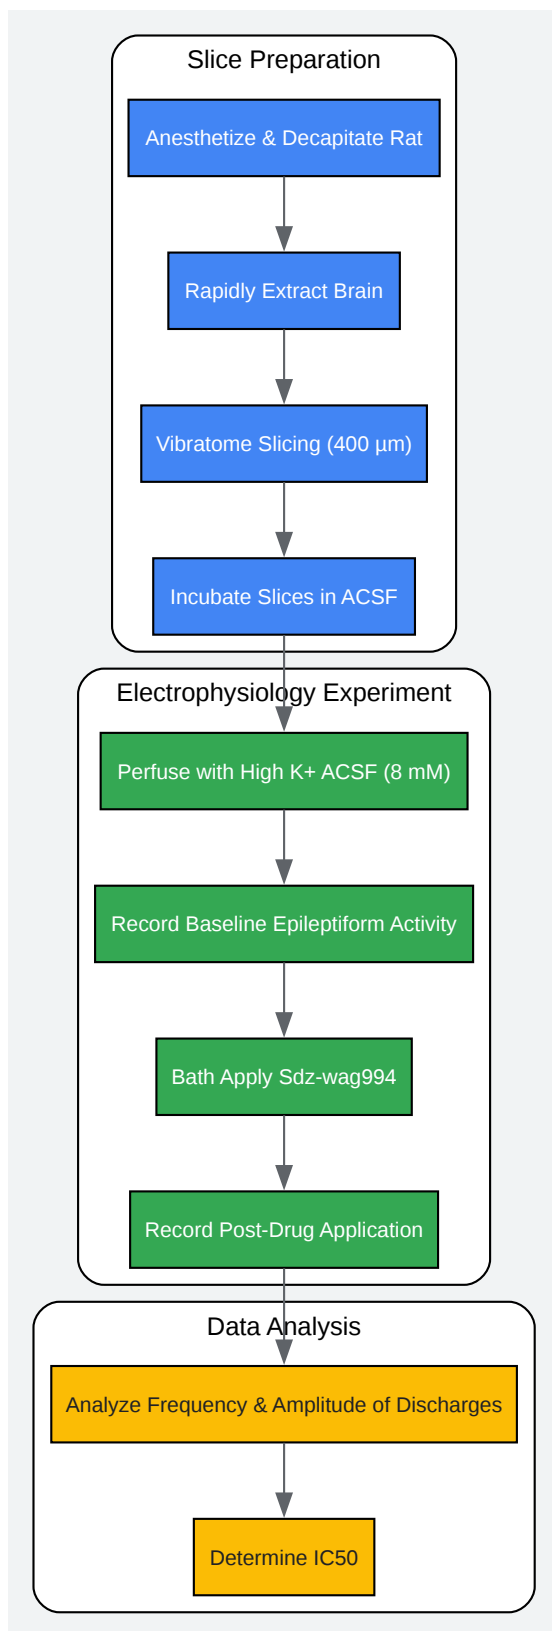 Slice Preparation
Anesthetize & Decapitate Rat
Rapidly Extract Brain
Vibratome Slicing (400 µm)
Incubate Slices in ACSF
Electrophysiology Experiment
Perfuse with High K+ ACSF (8 mM)
Record Baseline Epileptiform Activity
Bath Apply Sdz-wag994
Record Post-Drug Application
Data Analysis
Analyze Frequency & Amplitude of Discharges
Determine IC50